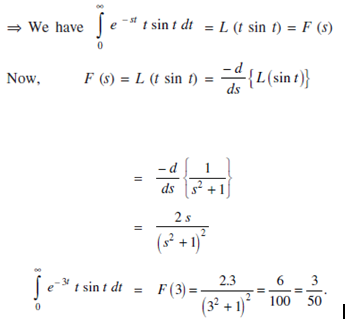 ⇒ We have ∫₀^∞ e^{-st} t sin t dt = L (t sin t) = F (s)
Now, F (s) = L (t sin t) = -d/ds {L(sin t)}
= -d/ds {1/(s² + 1)}
= 2 s/(s² + 1)²
∫₀^∞ e^{-3t} t sin t dt = F (3) = 2.3/(3² + 1)² = 6/100 = 3/50.